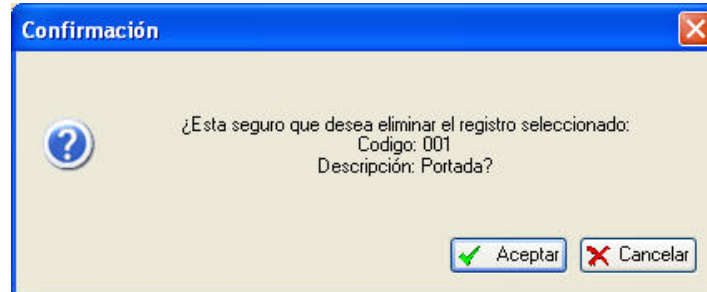 Confirmación
¿Esta seguro que desea eliminar el registro seleccionado:
Codigo: 001
Descripción: Portada?
Aceptar
Cancelar